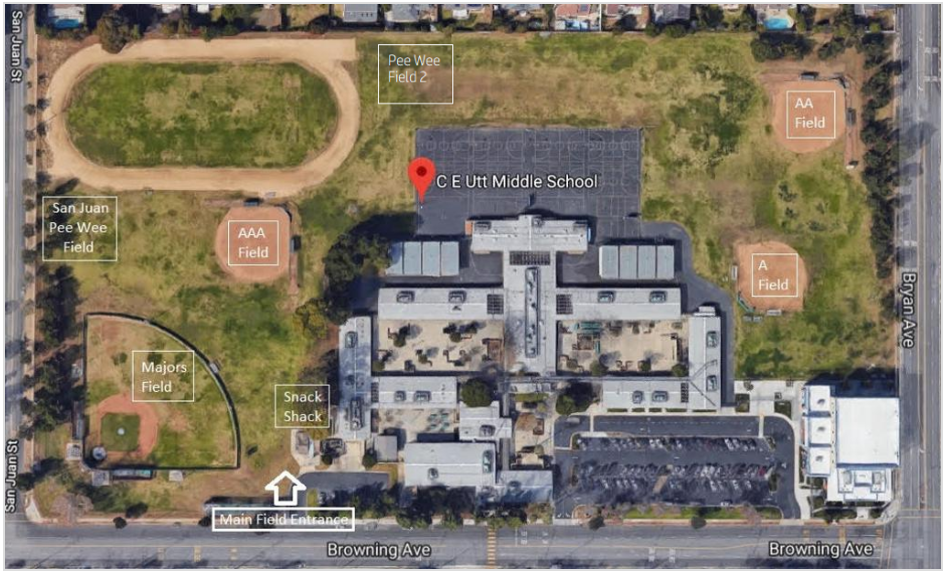 San Juan St
Pee Wee
Field 2
AA
Field
C E Utt Middle School
San Juan
Pee Wee
Field
AAA
Field
A
Field
Bryan Ave
Majors
Field
Snack
Shack
San Juan St
Main Field Entrance
Browning Ave
Browning Ave